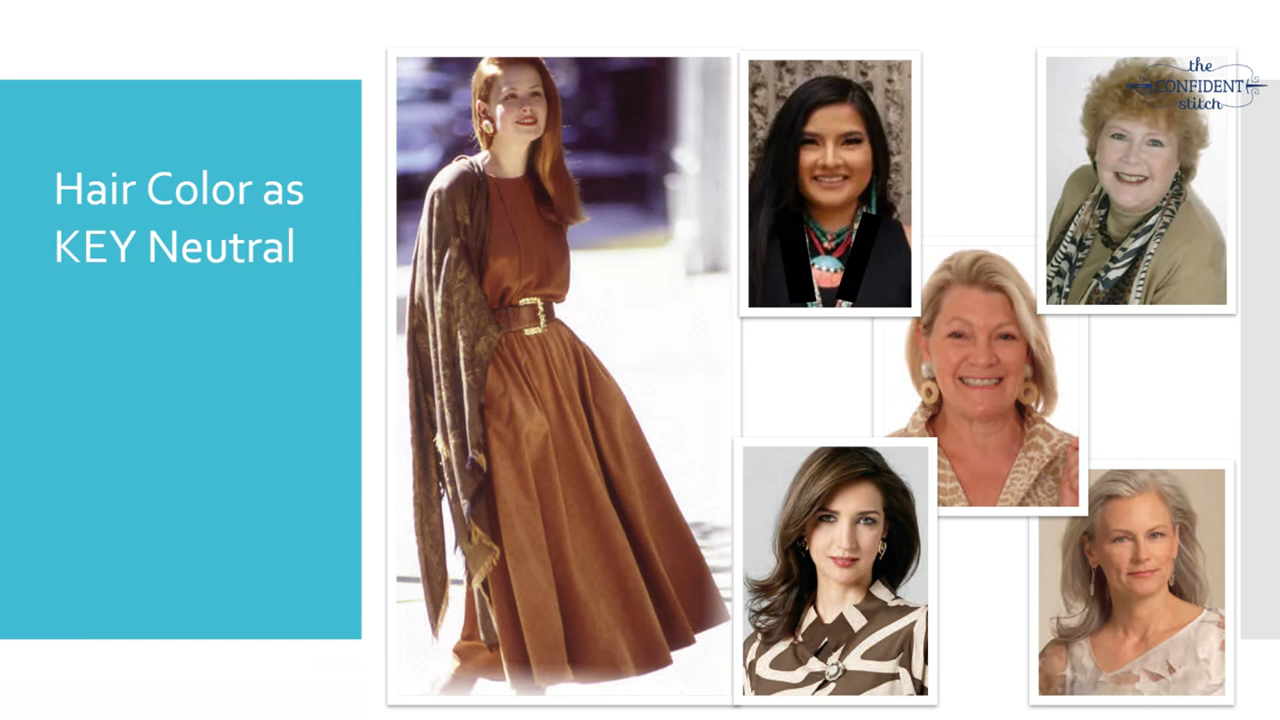 Hair Color as
KEY Neutral
the
CONFIDENT
stitch